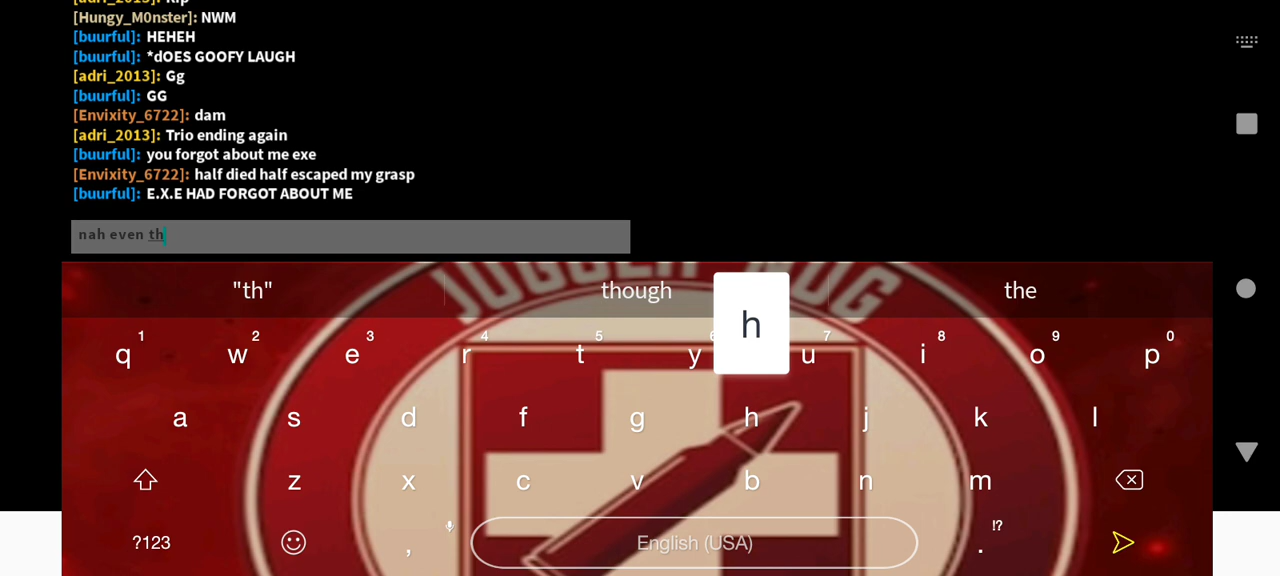 [adri_2013]: Rip
[Hungy_M0nster]: NWM
[buurful]: HEHEH
[buurful]: *dOES GOOFY LAUGH
[adri_2013]: Gg
[buurful]: GG
[Envixity_6722]: dam
[adri_2013]: Trio ending again
[buurful]: you forgot about me exe
[Envixity_6722]: half died half escaped my grasp
[buurful]: E.X.E HAD FORGOT ABOUT ME
nah even th
"th" though the
h
1 2 3 4 5 6 7 8 9 0
q w e r t y u i o p
a s d f g h j k l
z x c v b n m
?123 , English (USA) . !?